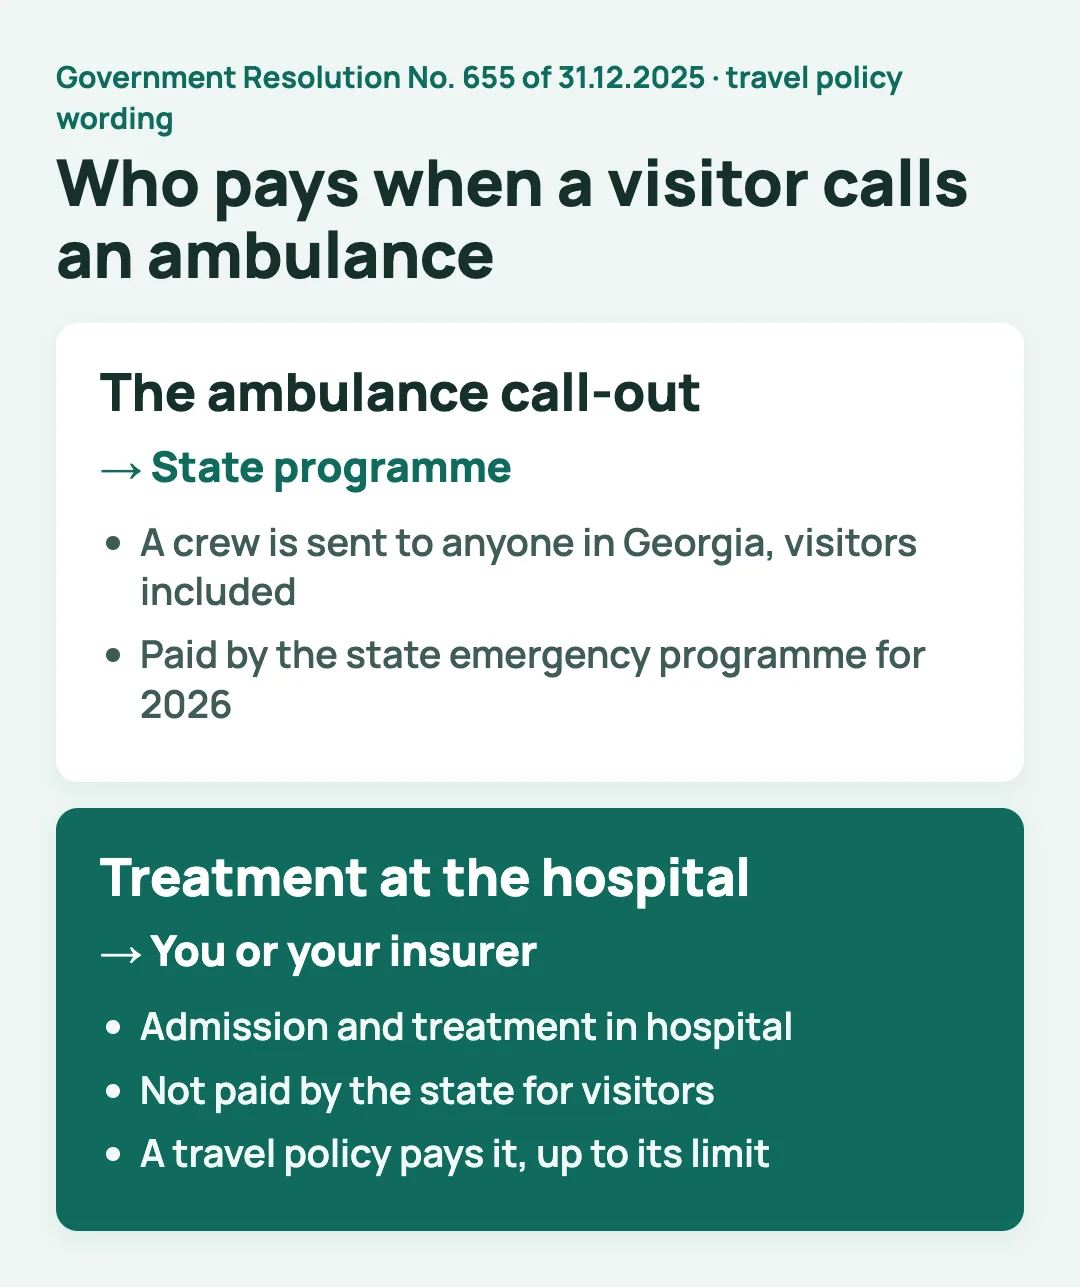 Government Resolution No. 655 of 31.12.2025 · travel policy
wording
Who pays when a visitor calls
an ambulance
The ambulance call-out
→ State programme
• A crew is sent to anyone in Georgia, visitors
included
• Paid by the state emergency programme for
2026
Treatment at the hospital
→ You or your insurer
• Admission and treatment in hospital
• Not paid by the state for visitors
• A travel policy pays it, up to its limit